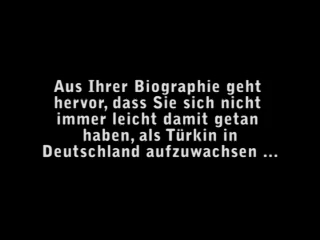 Aus Ihrer Biographie geht
hervor, dass Sie sich nicht
immer leicht damit getan
haben, als Türkin in
Deutschland aufzuwachsen ...